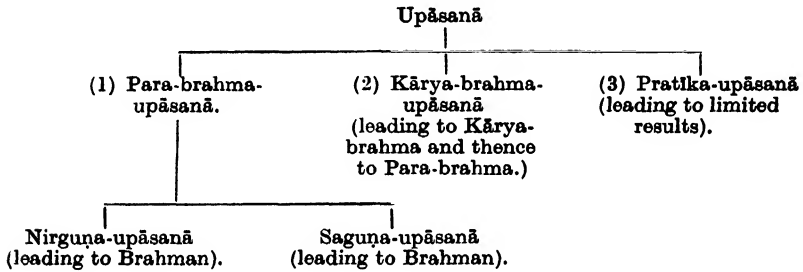 Upāsanā
(1) Para-brahma-
upāsanā.
(2) Kārya-brahma-
upāsanā
(leading to Kārya-
brahma and thence
to Para-brahma.)
(3) Pratīka-upāsanā
(leading to limited
results).
Nirguṇa-upāsanā
(leading to Brahman).
Saguṇa-upāsanā
(leading to Brahman).